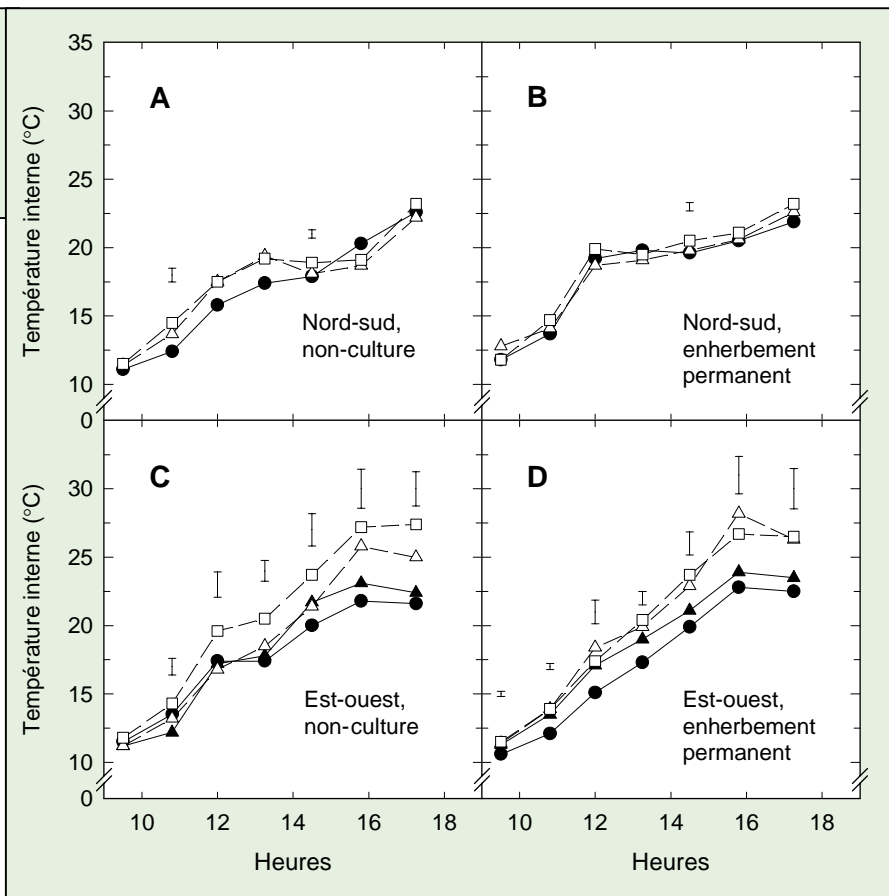 35
30
25
20
15
10
0
Température interne (°C)
A
Nord-sud,
non-culture
B
Nord-sud,
enherbement
permanent
30
25
20
15
10
0
Température interne (°C)
C
Est-ouest,
non-culture
D
Est-ouest,
enherbement
permanent
10 12 14 16 18
10 12 14 16 18
Heures
Heures